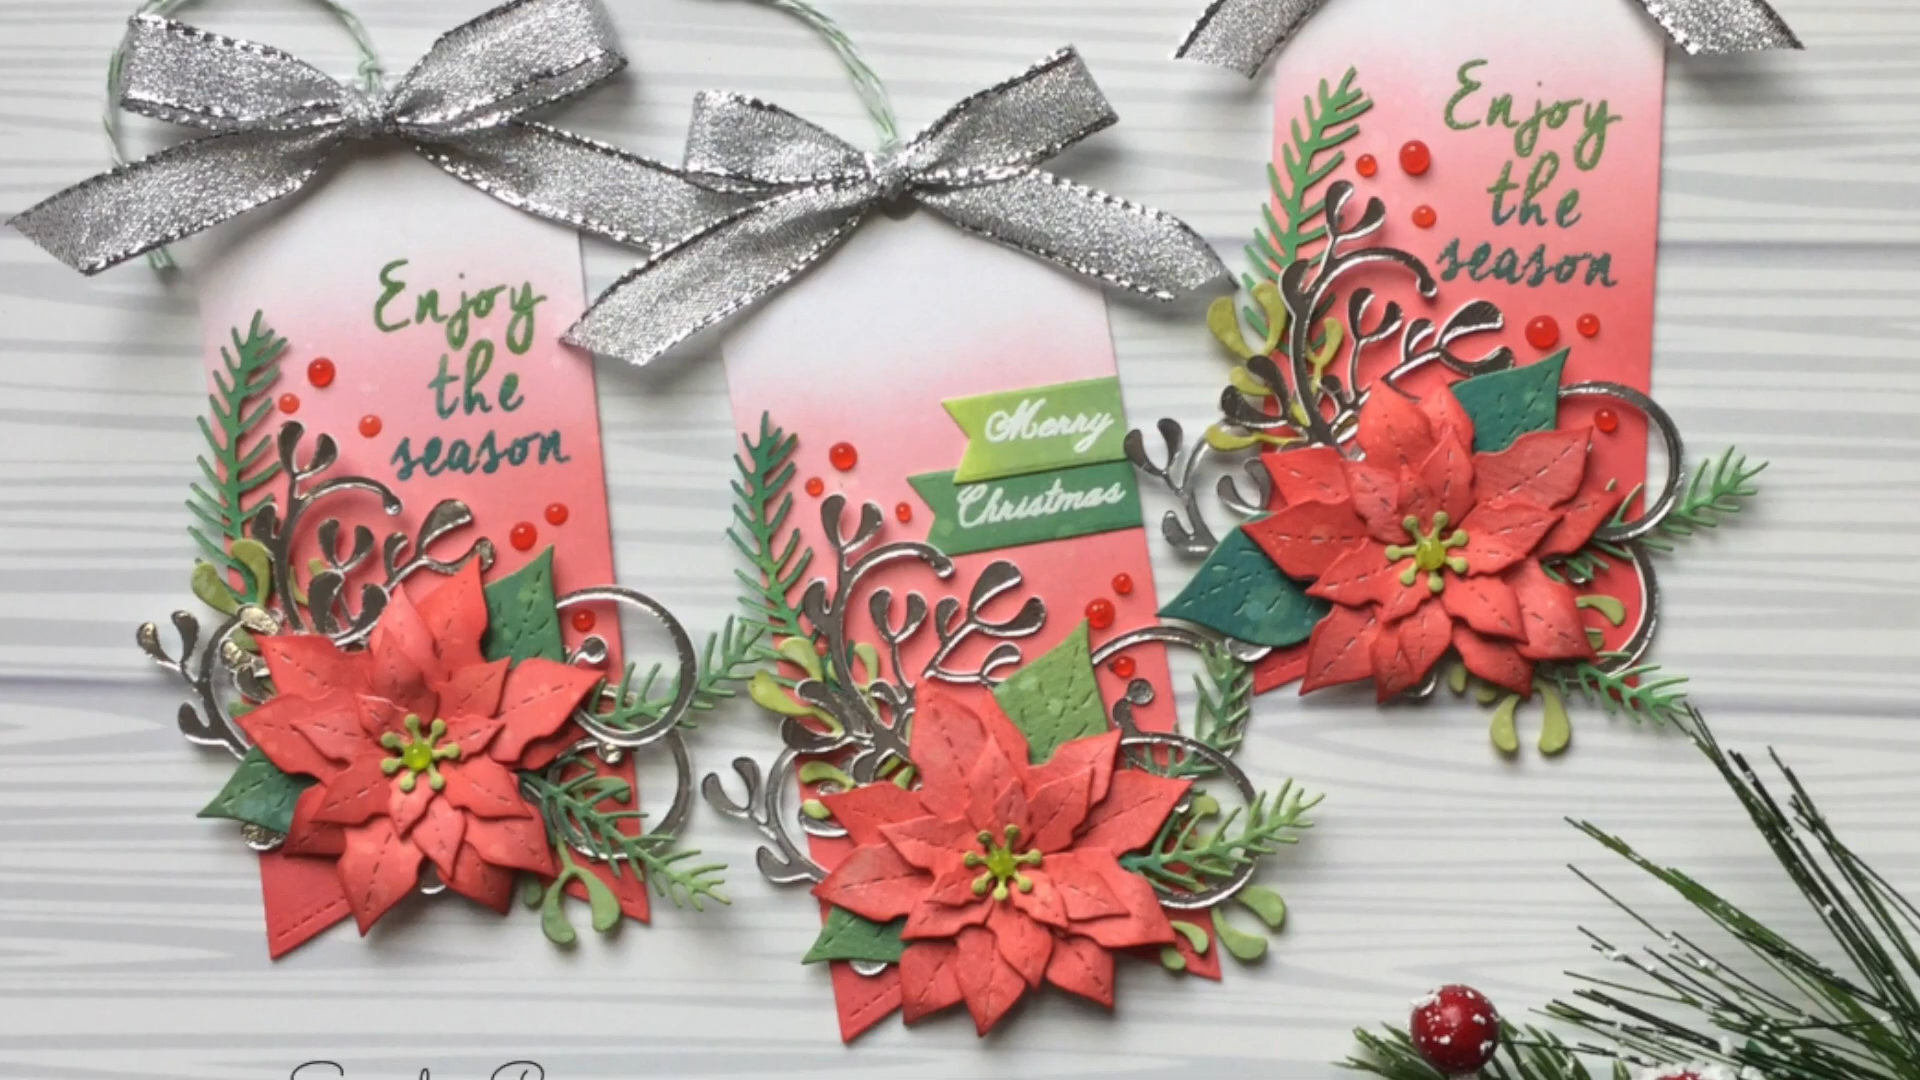 Enjoy
the
season
Merry
Christmas
Enjoy
the
season